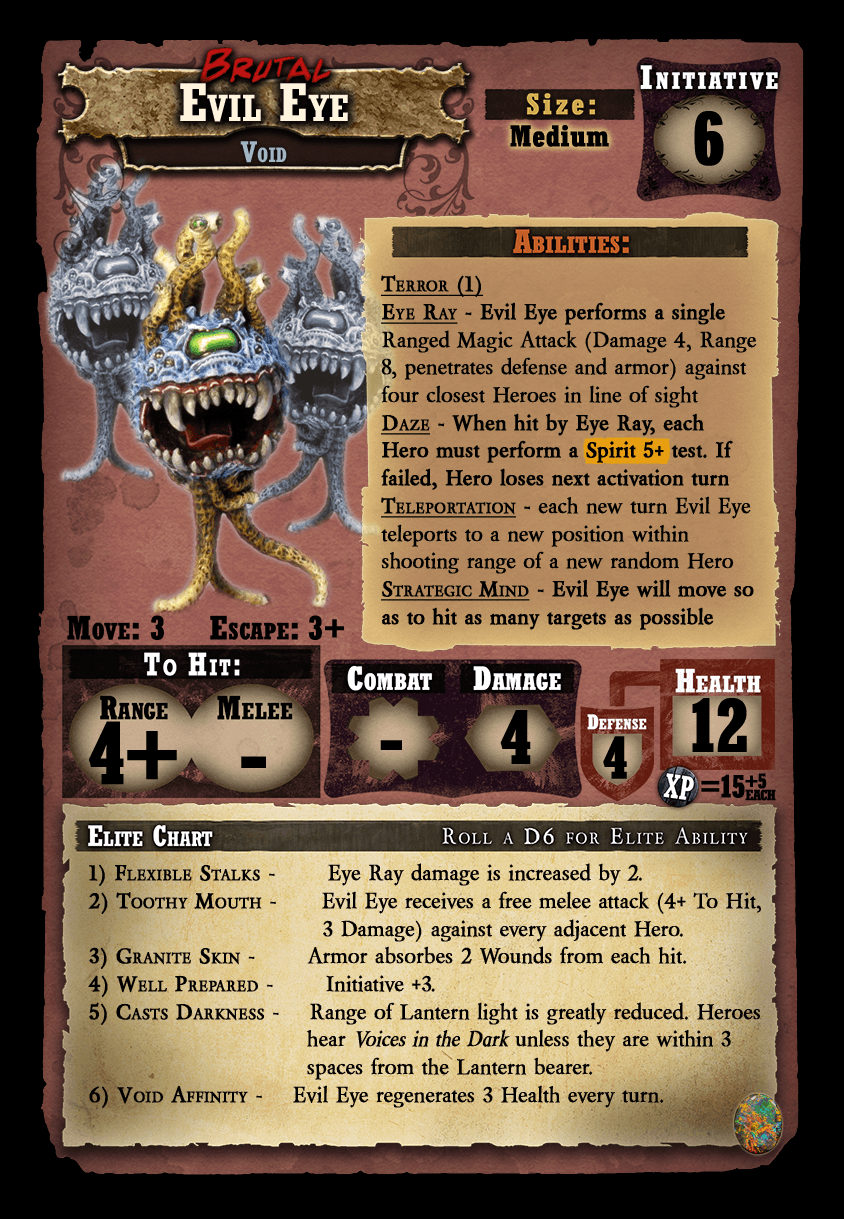 Brutal
Evil Eye
Void
Size:
Medium
Initiative
6
Abilities:
Terror (1)
Eye Ray - Evil Eye performs a single
Ranged Magic Attack (Damage 4, Range
8, penetrates defense and armor) against
four closest Heroes in line of sight
Daze - When hit by Eye Ray, each
Hero must perform a Spirit 5+ test. If
failed, Hero loses next activation turn
Teleportation - each new turn Evil Eye
teleports to a new position within
shooting range of a new random Hero
Strategic Mind - Evil Eye will move so
as to hit as many targets as possible
Move: 3 Escape: 3+
To Hit:
Range
4+
Melee
-
Combat
-
Damage
4
Defense
4
Health
12
XP =15 +5 each
Elite Chart Roll a D6 for Elite Ability
1) Flexible Stalks - Eye Ray damage is increased by 2.
2) Toothy Mouth - Evil Eye receives a free melee attack (4+ To Hit,
3 Damage) against every adjacent Hero.
3) Granite Skin - Armor absorbes 2 Wounds from each hit.
4) Well Prepared - Initiative +3.
5) Casts Darkness - Range of Lantern light is greatly reduced. Heroes
hear Voices in the Dark unless they are within 3
spaces from the Lantern bearer.
6) Void Affinity - Evil Eye regenerates 3 Health every turn.